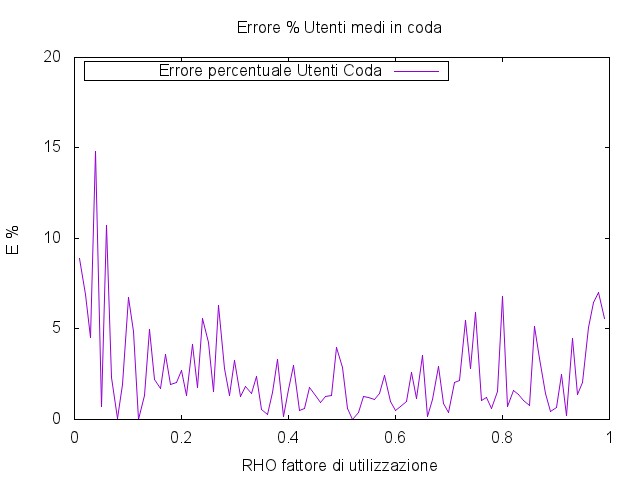 Errore % Utenti medi in coda
Errore percentuale Utenti Coda
20
15
10
5
0
E %
0 0.2 0.4 0.6 0.8 1
RHO fattore di utilizzazione